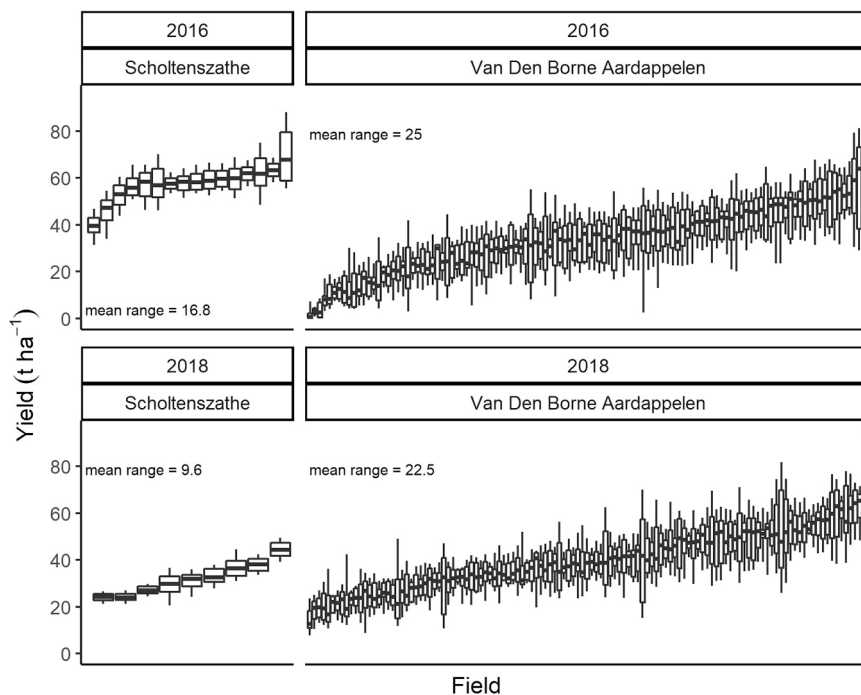 2016
Scholtenszathe
2016
Van Den Borne Aardappelen
80
60
40
20
0
mean range = 16.8
mean range = 25
2018
Scholtenszathe
2018
Van Den Borne Aardappelen
80
60
40
20
0
mean range = 9.6
mean range = 22.5
Yield (t ha⁻¹)
Field